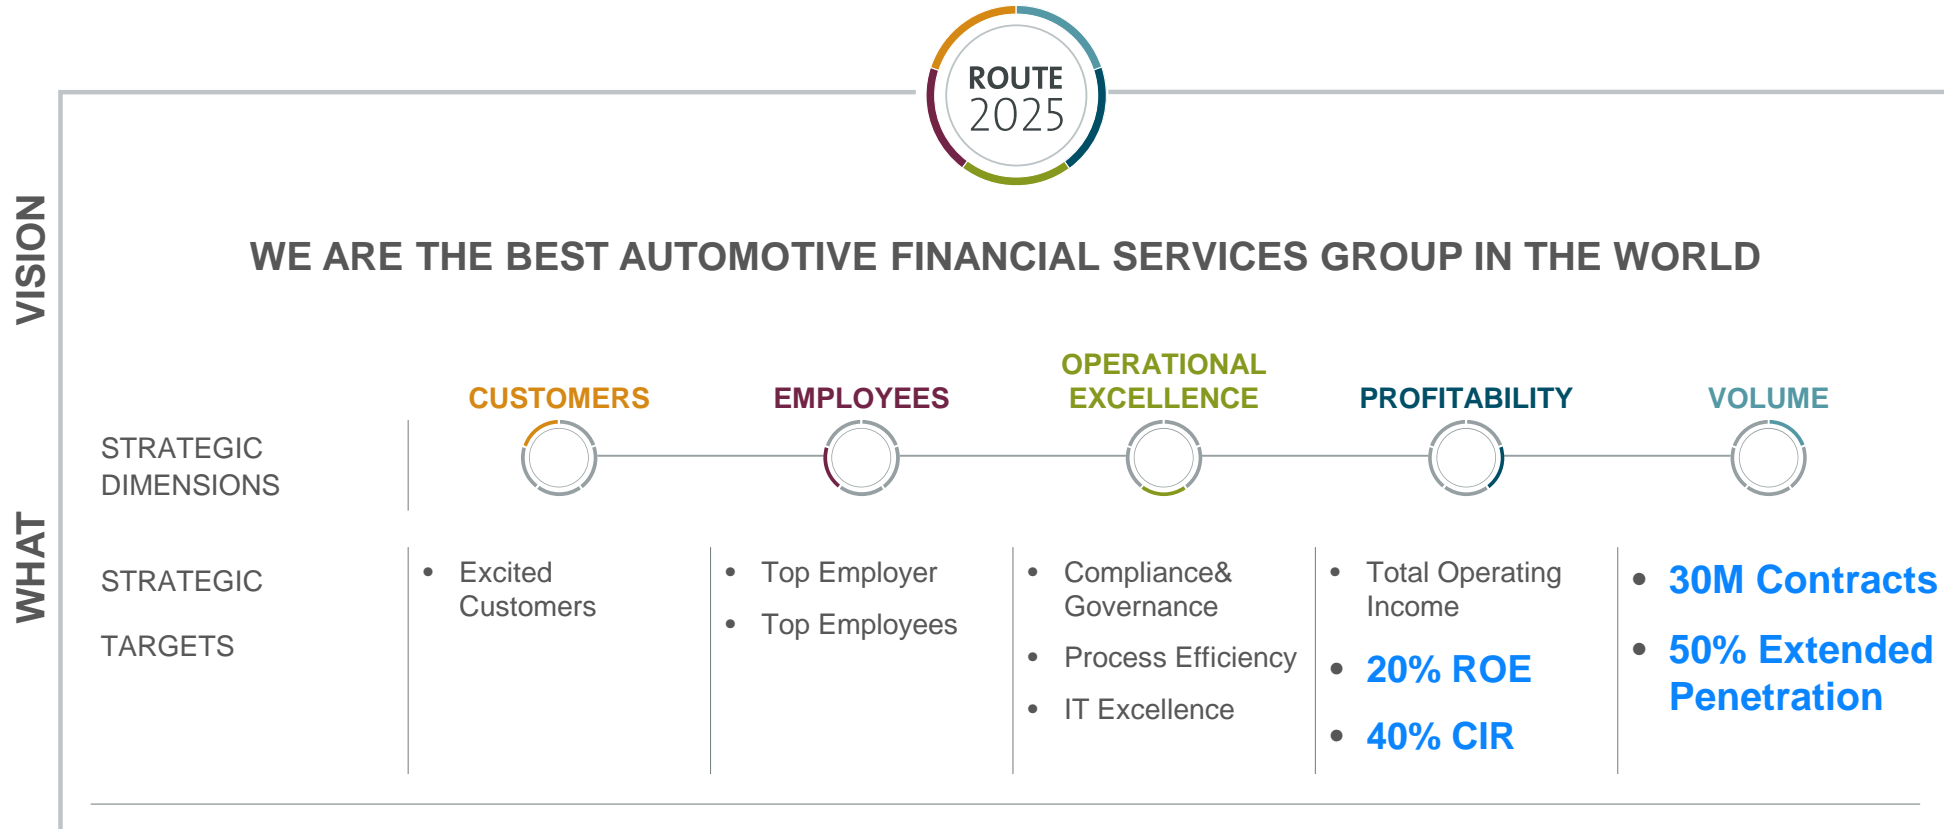 ROUTE
2025
VISION
WE ARE THE BEST AUTOMOTIVE FINANCIAL SERVICES GROUP IN THE WORLD
WHAT
STRATEGIC
DIMENSIONS
CUSTOMERS
EMPLOYEES
OPERATIONAL
EXCELLENCE
PROFITABILITY
VOLUME
STRATEGIC
TARGETS
• Excited
Customers
• Top Employer
• Top Employees
• Compliance&
Governance
• Process Efficiency
• IT Excellence
• Total Operating
Income
• 20% ROE
• 40% CIR
• 30M Contracts
• 50% Extended
Penetration